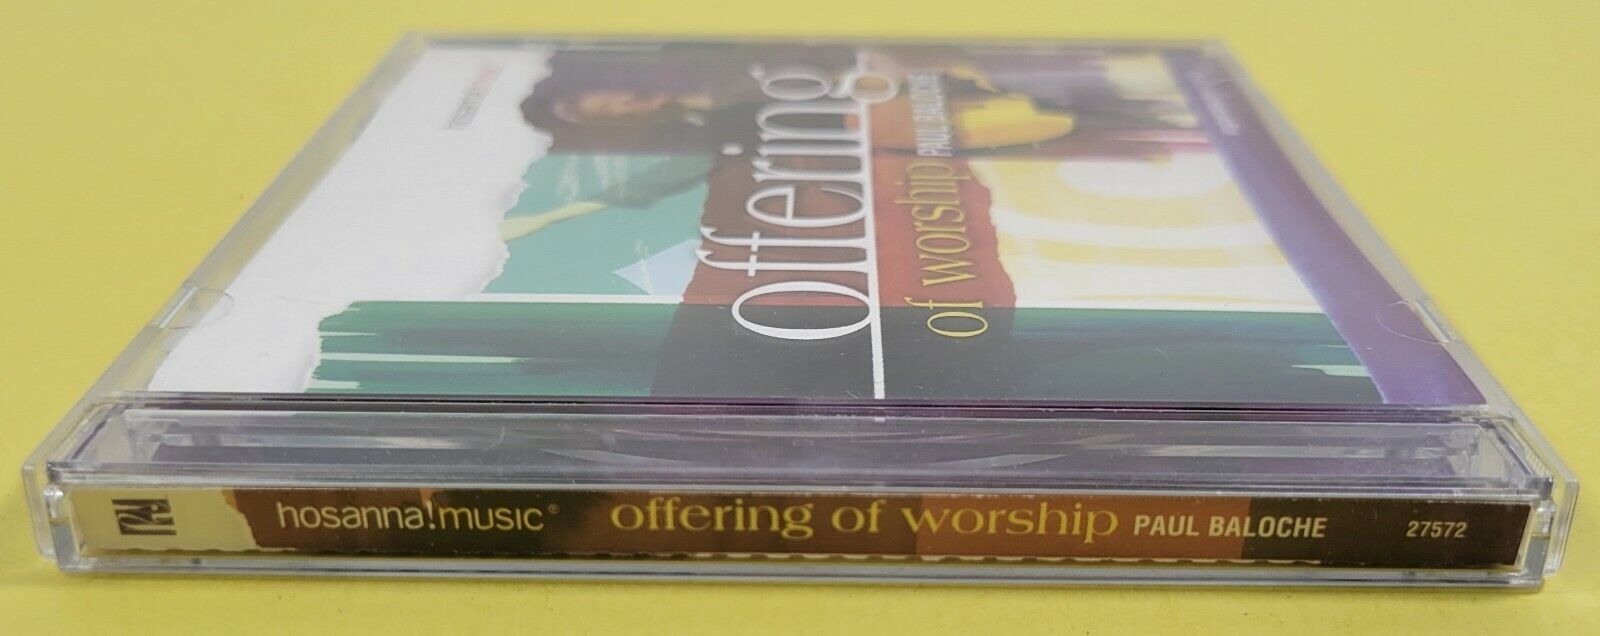 offering
of worship PAUL BALOCHE
hosanna!music® offering of worship PAUL BALOCHE 27572